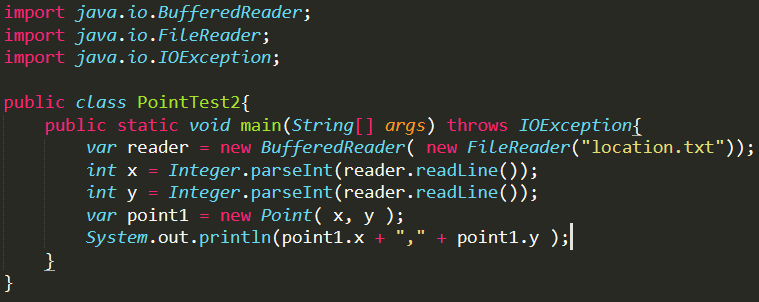 import java.io.BufferedReader;
import java.io.FileReader;
import java.io.IOException;

public class PointTest2{
    public static void main(String[] args) throws IOException{
        var reader = new BufferedReader( new FileReader("location.txt"));
        int x = Integer.parseInt(reader.readLine());
        int y = Integer.parseInt(reader.readLine());
        var point1 = new Point( x, y );
        System.out.println(point1.x + "," + point1.y );
    }
}